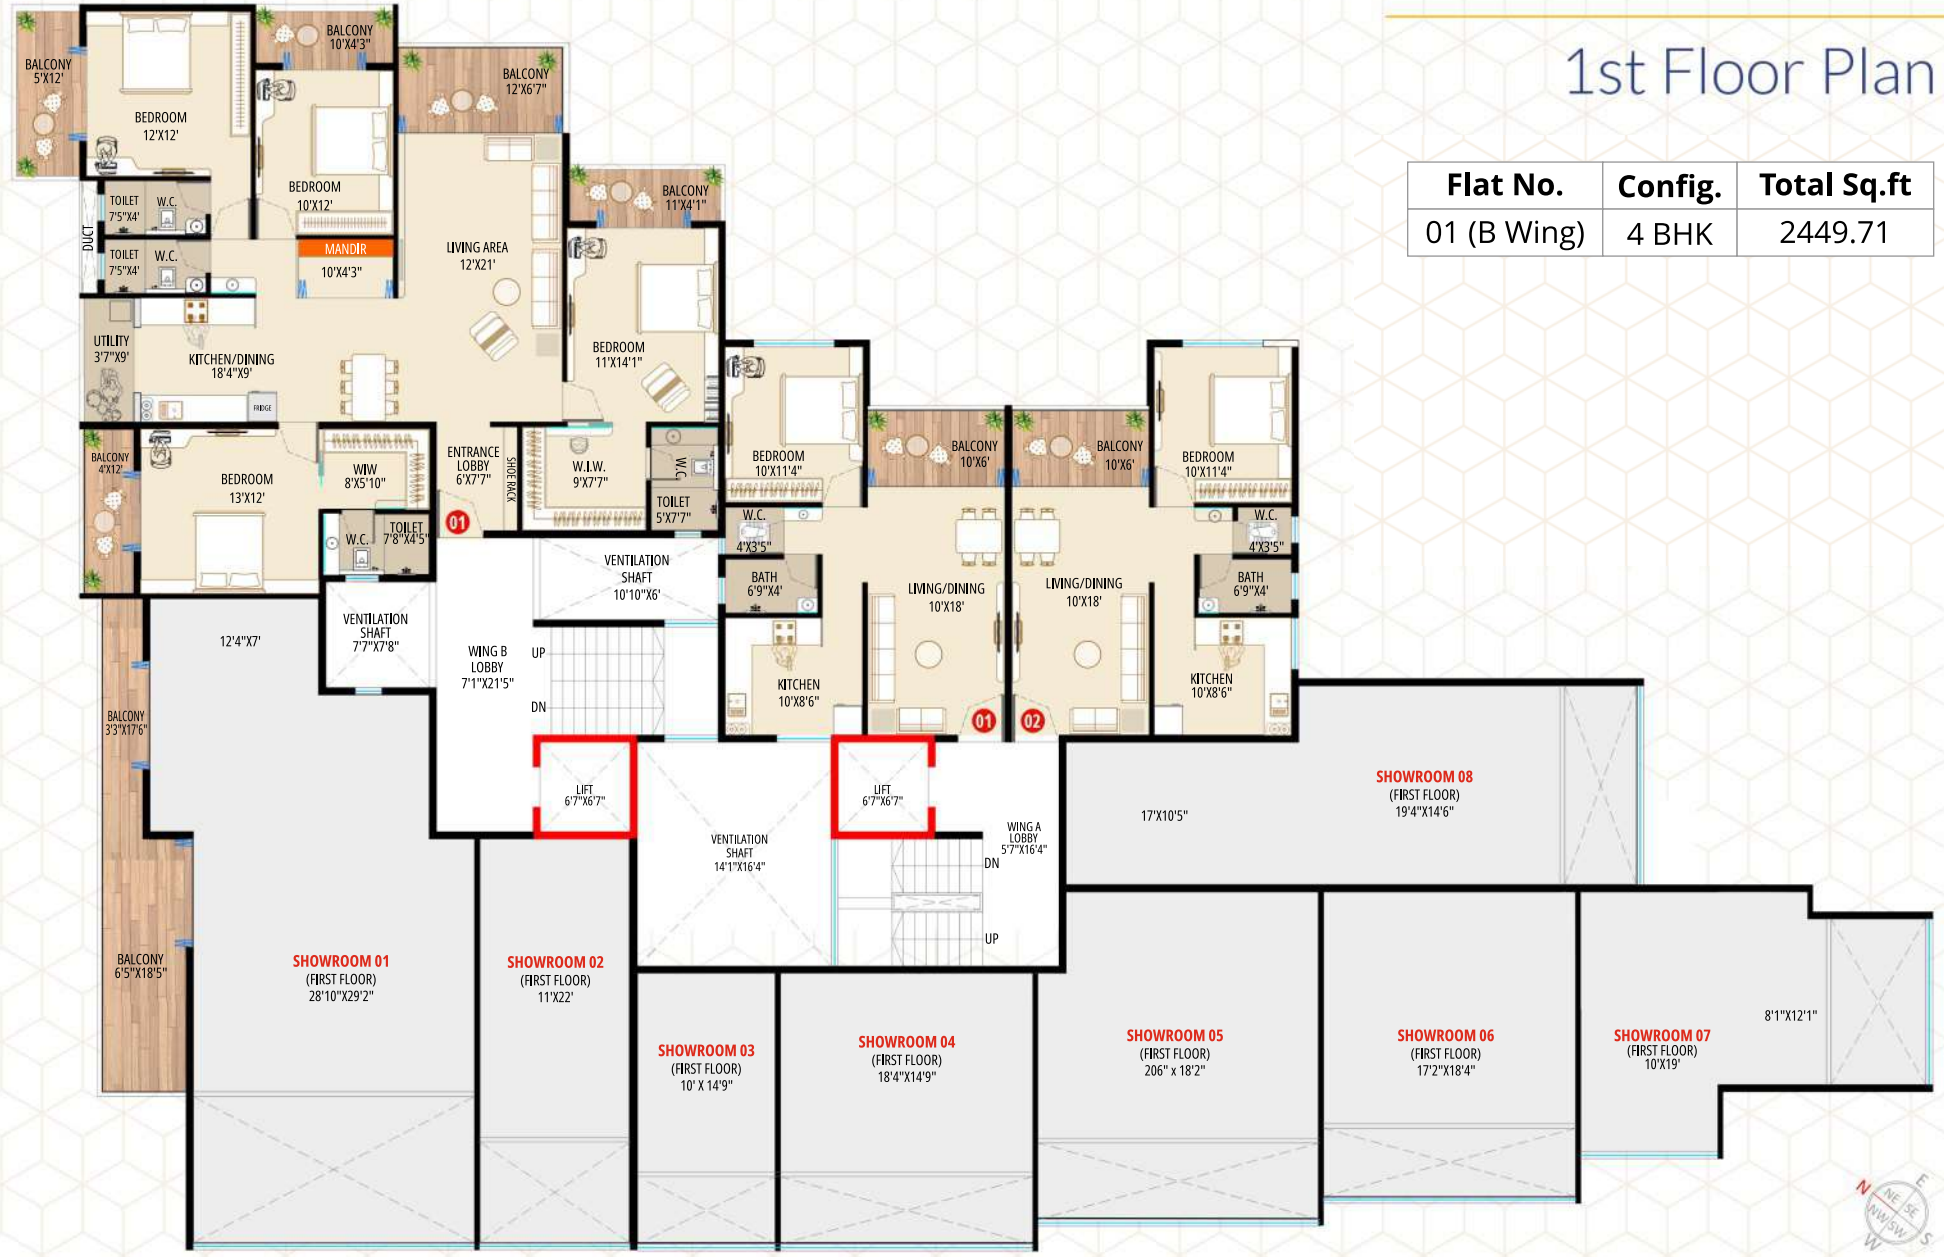 1st Floor Plan
Flat No. Config. Total Sq.ft
01 (B Wing) 4 BHK 2449.71
BALCONY
5'X12'
BEDROOM
12'X12'
BALCONY
10'X4'3"
BEDROOM
10'X12'
BALCONY
12'X6'7"
TOILET
7'5"X4'
W.C.
DUCT
TOILET
7'5"X4'
W.C.
MANDIR
10'X4'3"
LIVING AREA
12'X21'
BALCONY
11'X4'1"
BEDROOM
11'X14'1"
UTILITY
3'7"X9'
KITCHEN/DINING
18'4"X9'
FRIDGE
BALCONY
4'X12'
BEDROOM
13'X12'
WIW
8'X5'10"
W.C.
TOILET
7'8"X4'5"
ENTRANCE
LOBBY
6'X7'7"
SHOE RACK
01
W.I.W.
9'X7'7"
W.C.
TOILET
5'X7'7"
VENTILATION
SHAFT
10'10"X6'
VENTILATION
SHAFT
7'7"X7'8"
WING B
LOBBY
7'1"X21'5"
UP
DN
LIFT
6'7"X6'7"
BEDROOM
10'X11'4"
BALCONY
10'X6'
W.C.
4'X3'5"
BATH
6'9"X4'
LIVING/DINING
10'X18'
KITCHEN
10'X8'6"
01
BALCONY
10'X6'
BEDROOM
10'X11'4"
W.C.
4'X3'5"
BATH
6'9"X4'
LIVING/DINING
10'X18'
KITCHEN
10'X8'6"
02
LIFT
6'7"X6'7"
VENTILATION
SHAFT
14'1"X16'4"
WING A
LOBBY
5'7"X16'4"
DN
UP
12'4"X7'
BALCONY
3'3"X17'6"
BALCONY
6'5"X18'5"
SHOWROOM 01
(FIRST FLOOR)
28'10"X29'2"
SHOWROOM 02
(FIRST FLOOR)
11'X22'
SHOWROOM 03
(FIRST FLOOR)
10' X 14'9"
SHOWROOM 04
(FIRST FLOOR)
18'4"X14'9"
SHOWROOM 05
(FIRST FLOOR)
206" x 18'2"
SHOWROOM 06
(FIRST FLOOR)
17'2"X18'4"
SHOWROOM 07
(FIRST FLOOR)
10'X19'
8'1"X12'1"
17'X10'5"
SHOWROOM 08
(FIRST FLOOR)
19'4"X14'6"
N
NE
E
SE
S
SW
W
NW